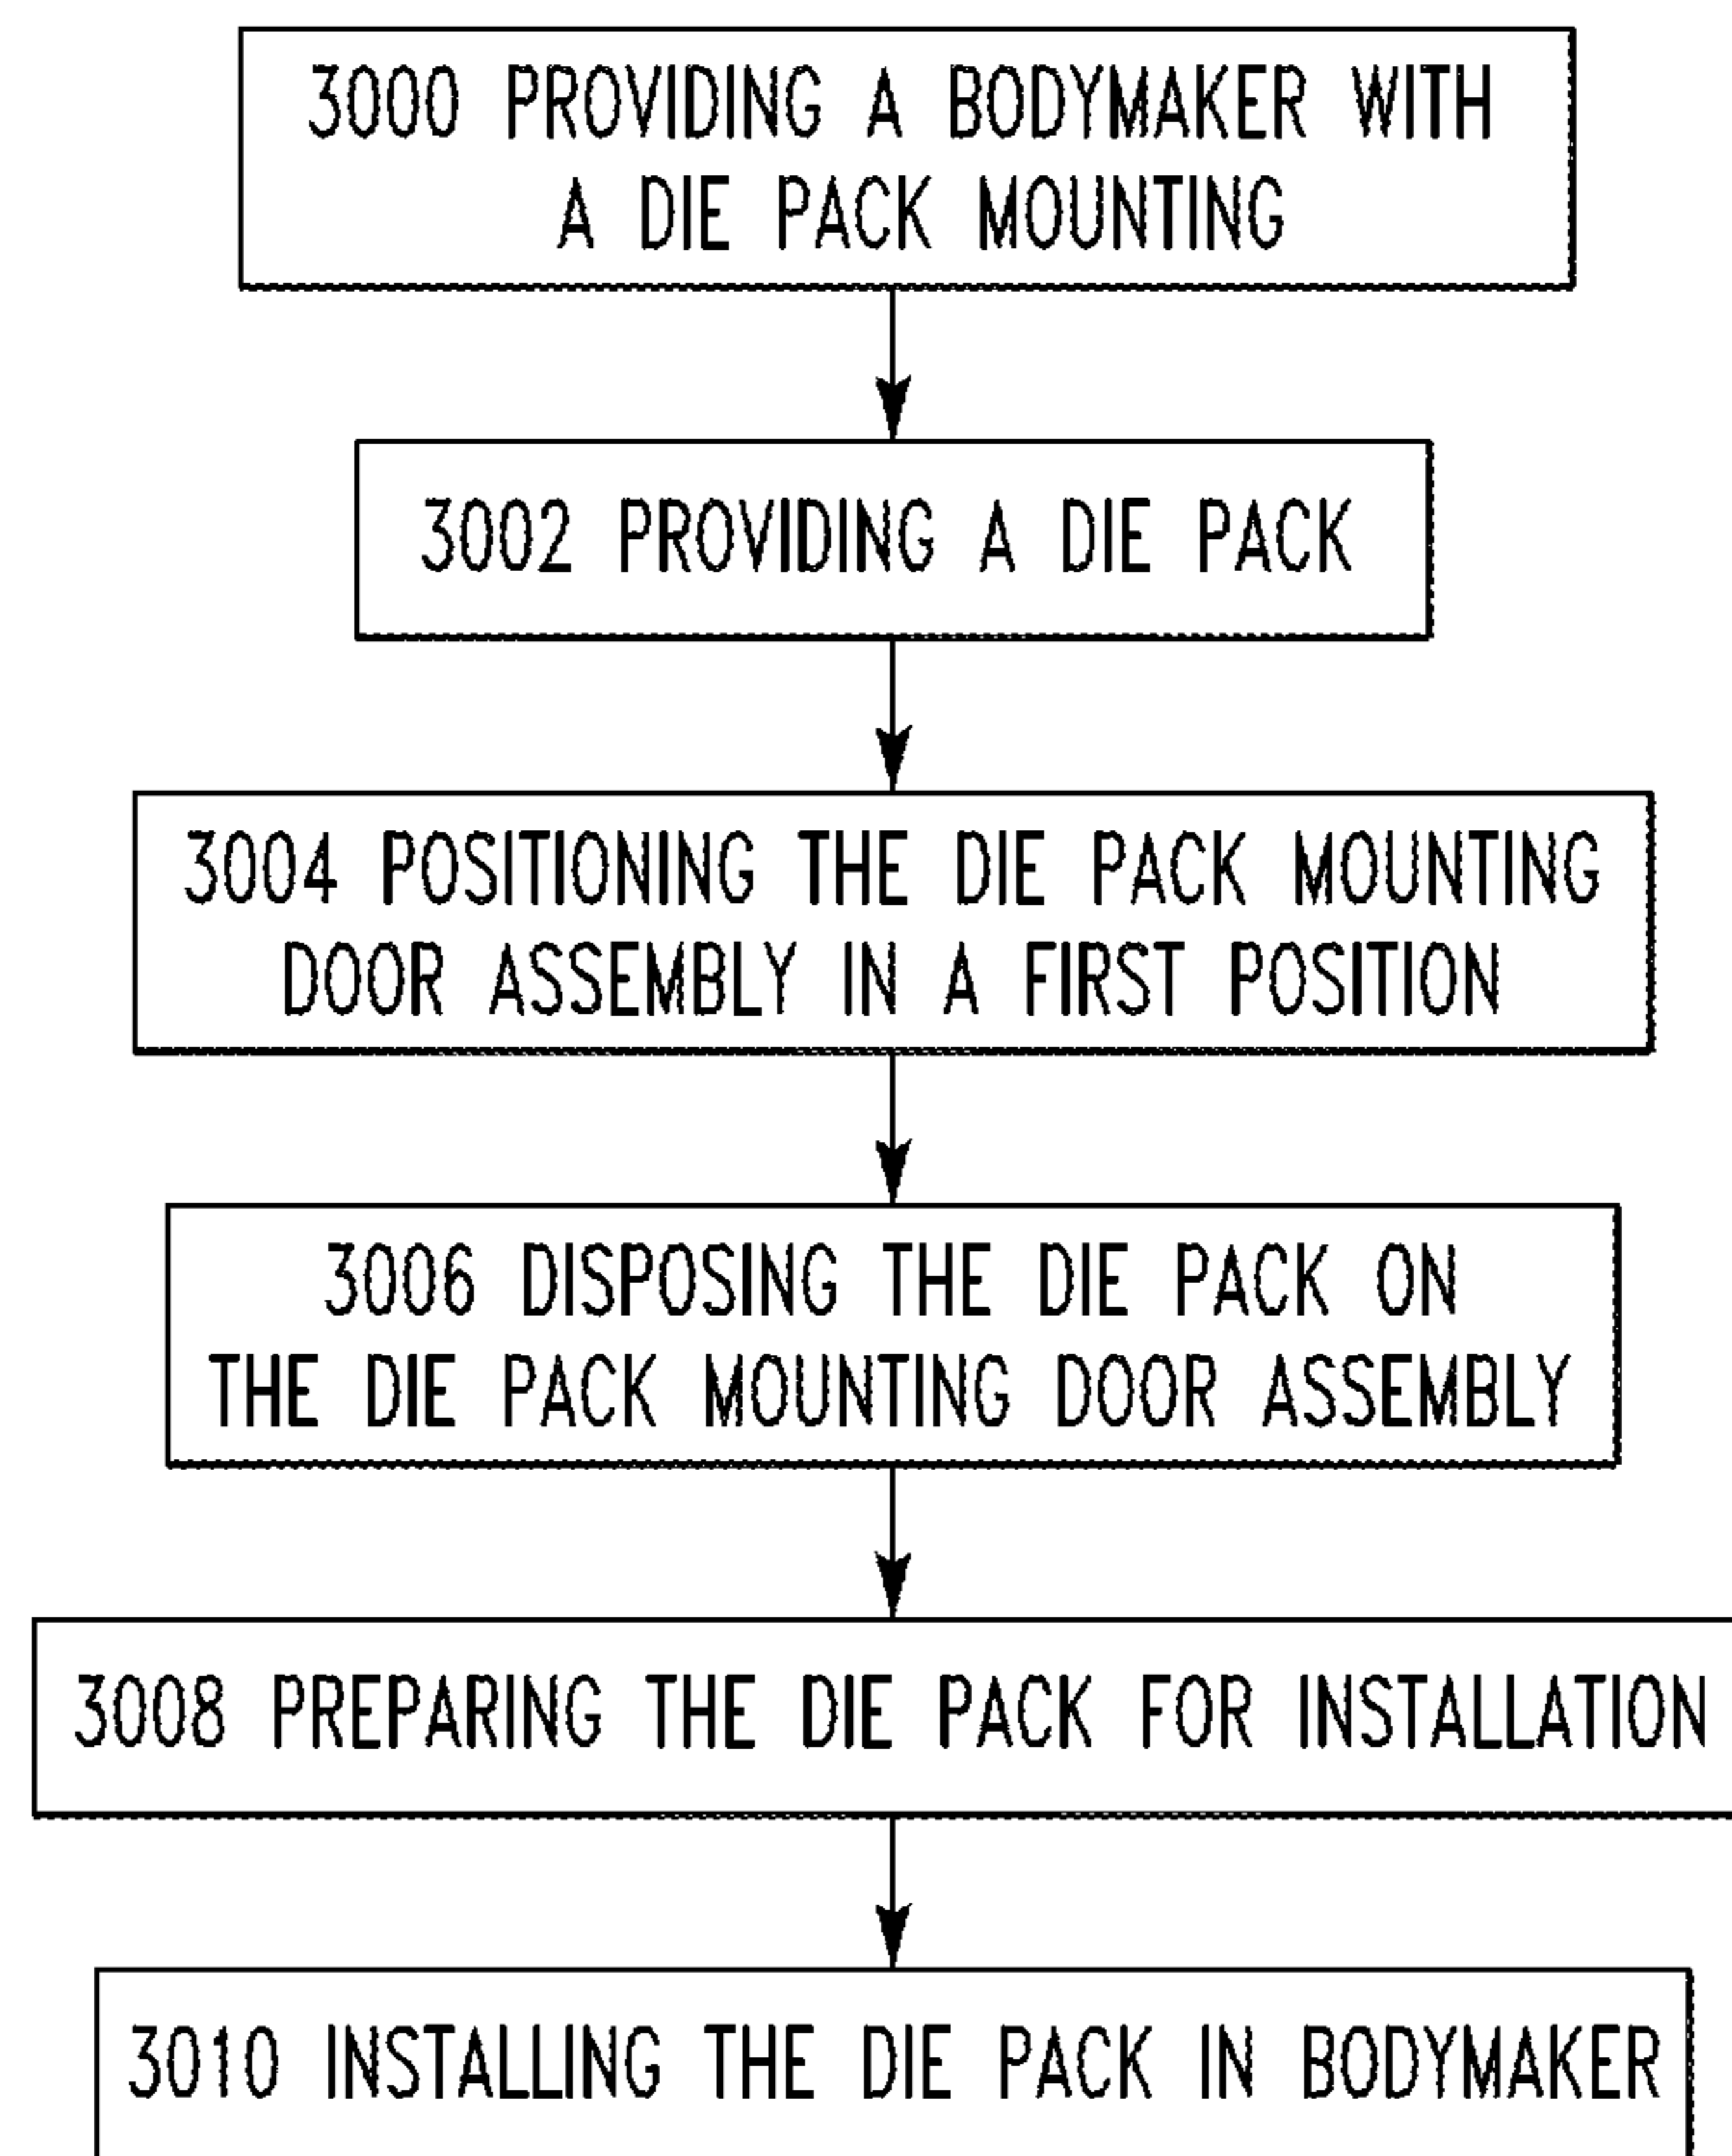 3000 PROVIDING A BODYMAKER WITH
A DIE PACK MOUNTING
3002 PROVIDING A DIE PACK
3004 POSITIONING THE DIE PACK MOUNTING
DOOR ASSEMBLY IN A FIRST POSITION
3006 DISPOSING THE DIE PACK ON
THE DIE PACK MOUNTING DOOR ASSEMBLY
3008 PREPARING THE DIE PACK FOR INSTALLATION
3010 INSTALLING THE DIE PACK IN BODYMAKER